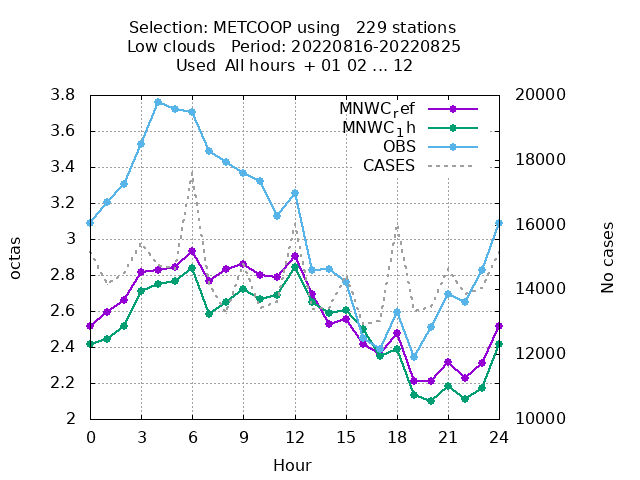 Selection: METCOOP using   229 stations
Low clouds   Period: 20220816-20220825
Used  All hours  + 01 02 ... 12
3.8
3.6
3.4
3.2
3
2.8
2.6
2.4
2.2
2
20000
18000
16000
14000
12000
10000
MNWCref
MNWC1h
OBS
CASES
octas
No cases
0 3 6 9 12 15 18 21 24
Hour